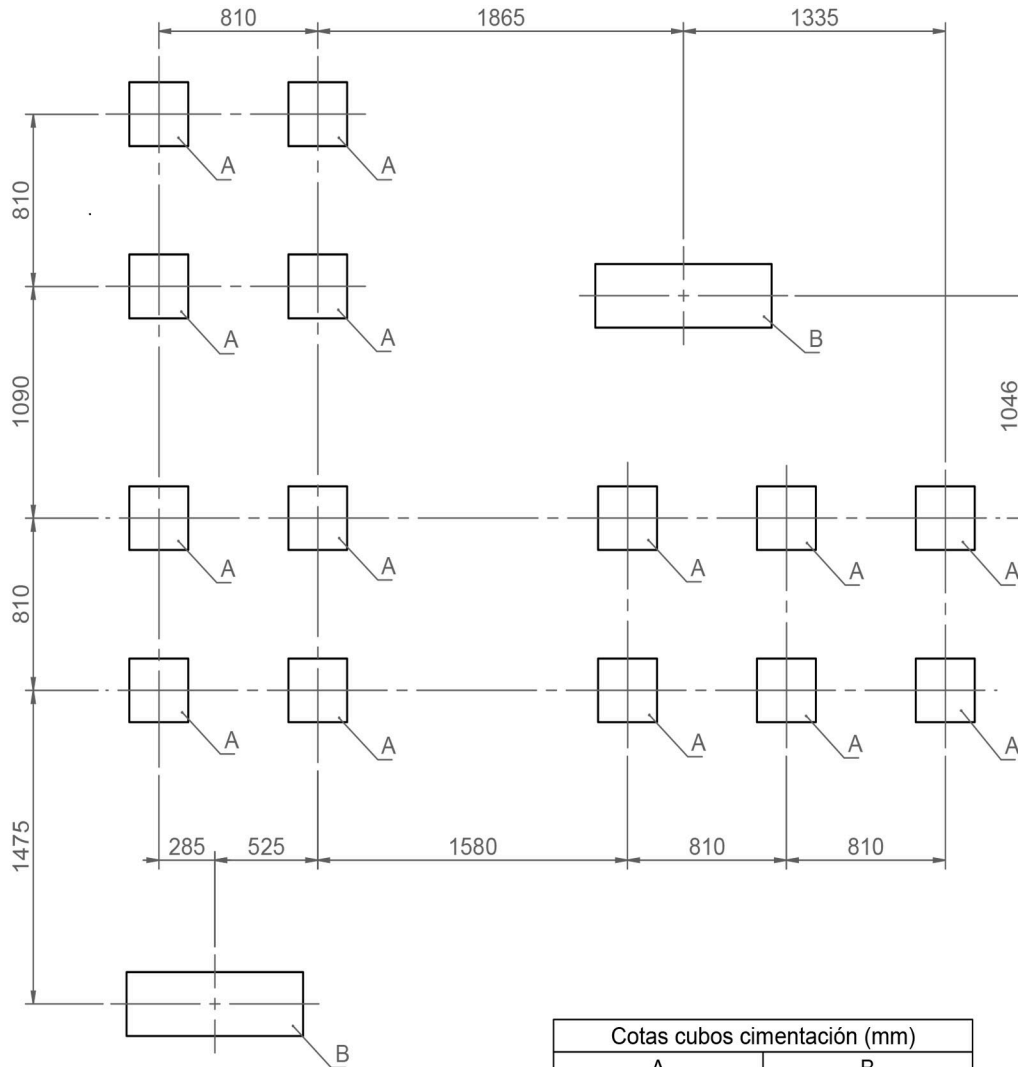 810 1865 1335
A A
810
A A B
1090
1046
A A A A A
810
A A A A A
1475
285 525 1580 810 810
B
Cotas cubos cimentación (mm)
A B